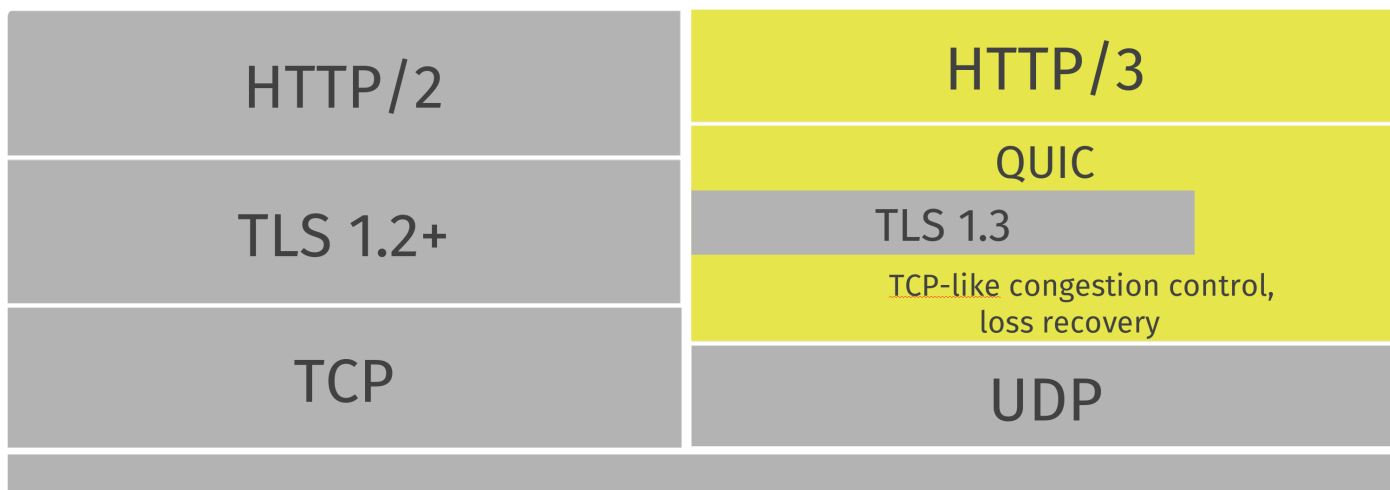 HTTP/2
TLS 1.2+
TCP
HTTP/3
QUIC
TLS 1.3
TCP-like congestion control,
loss recovery
UDP